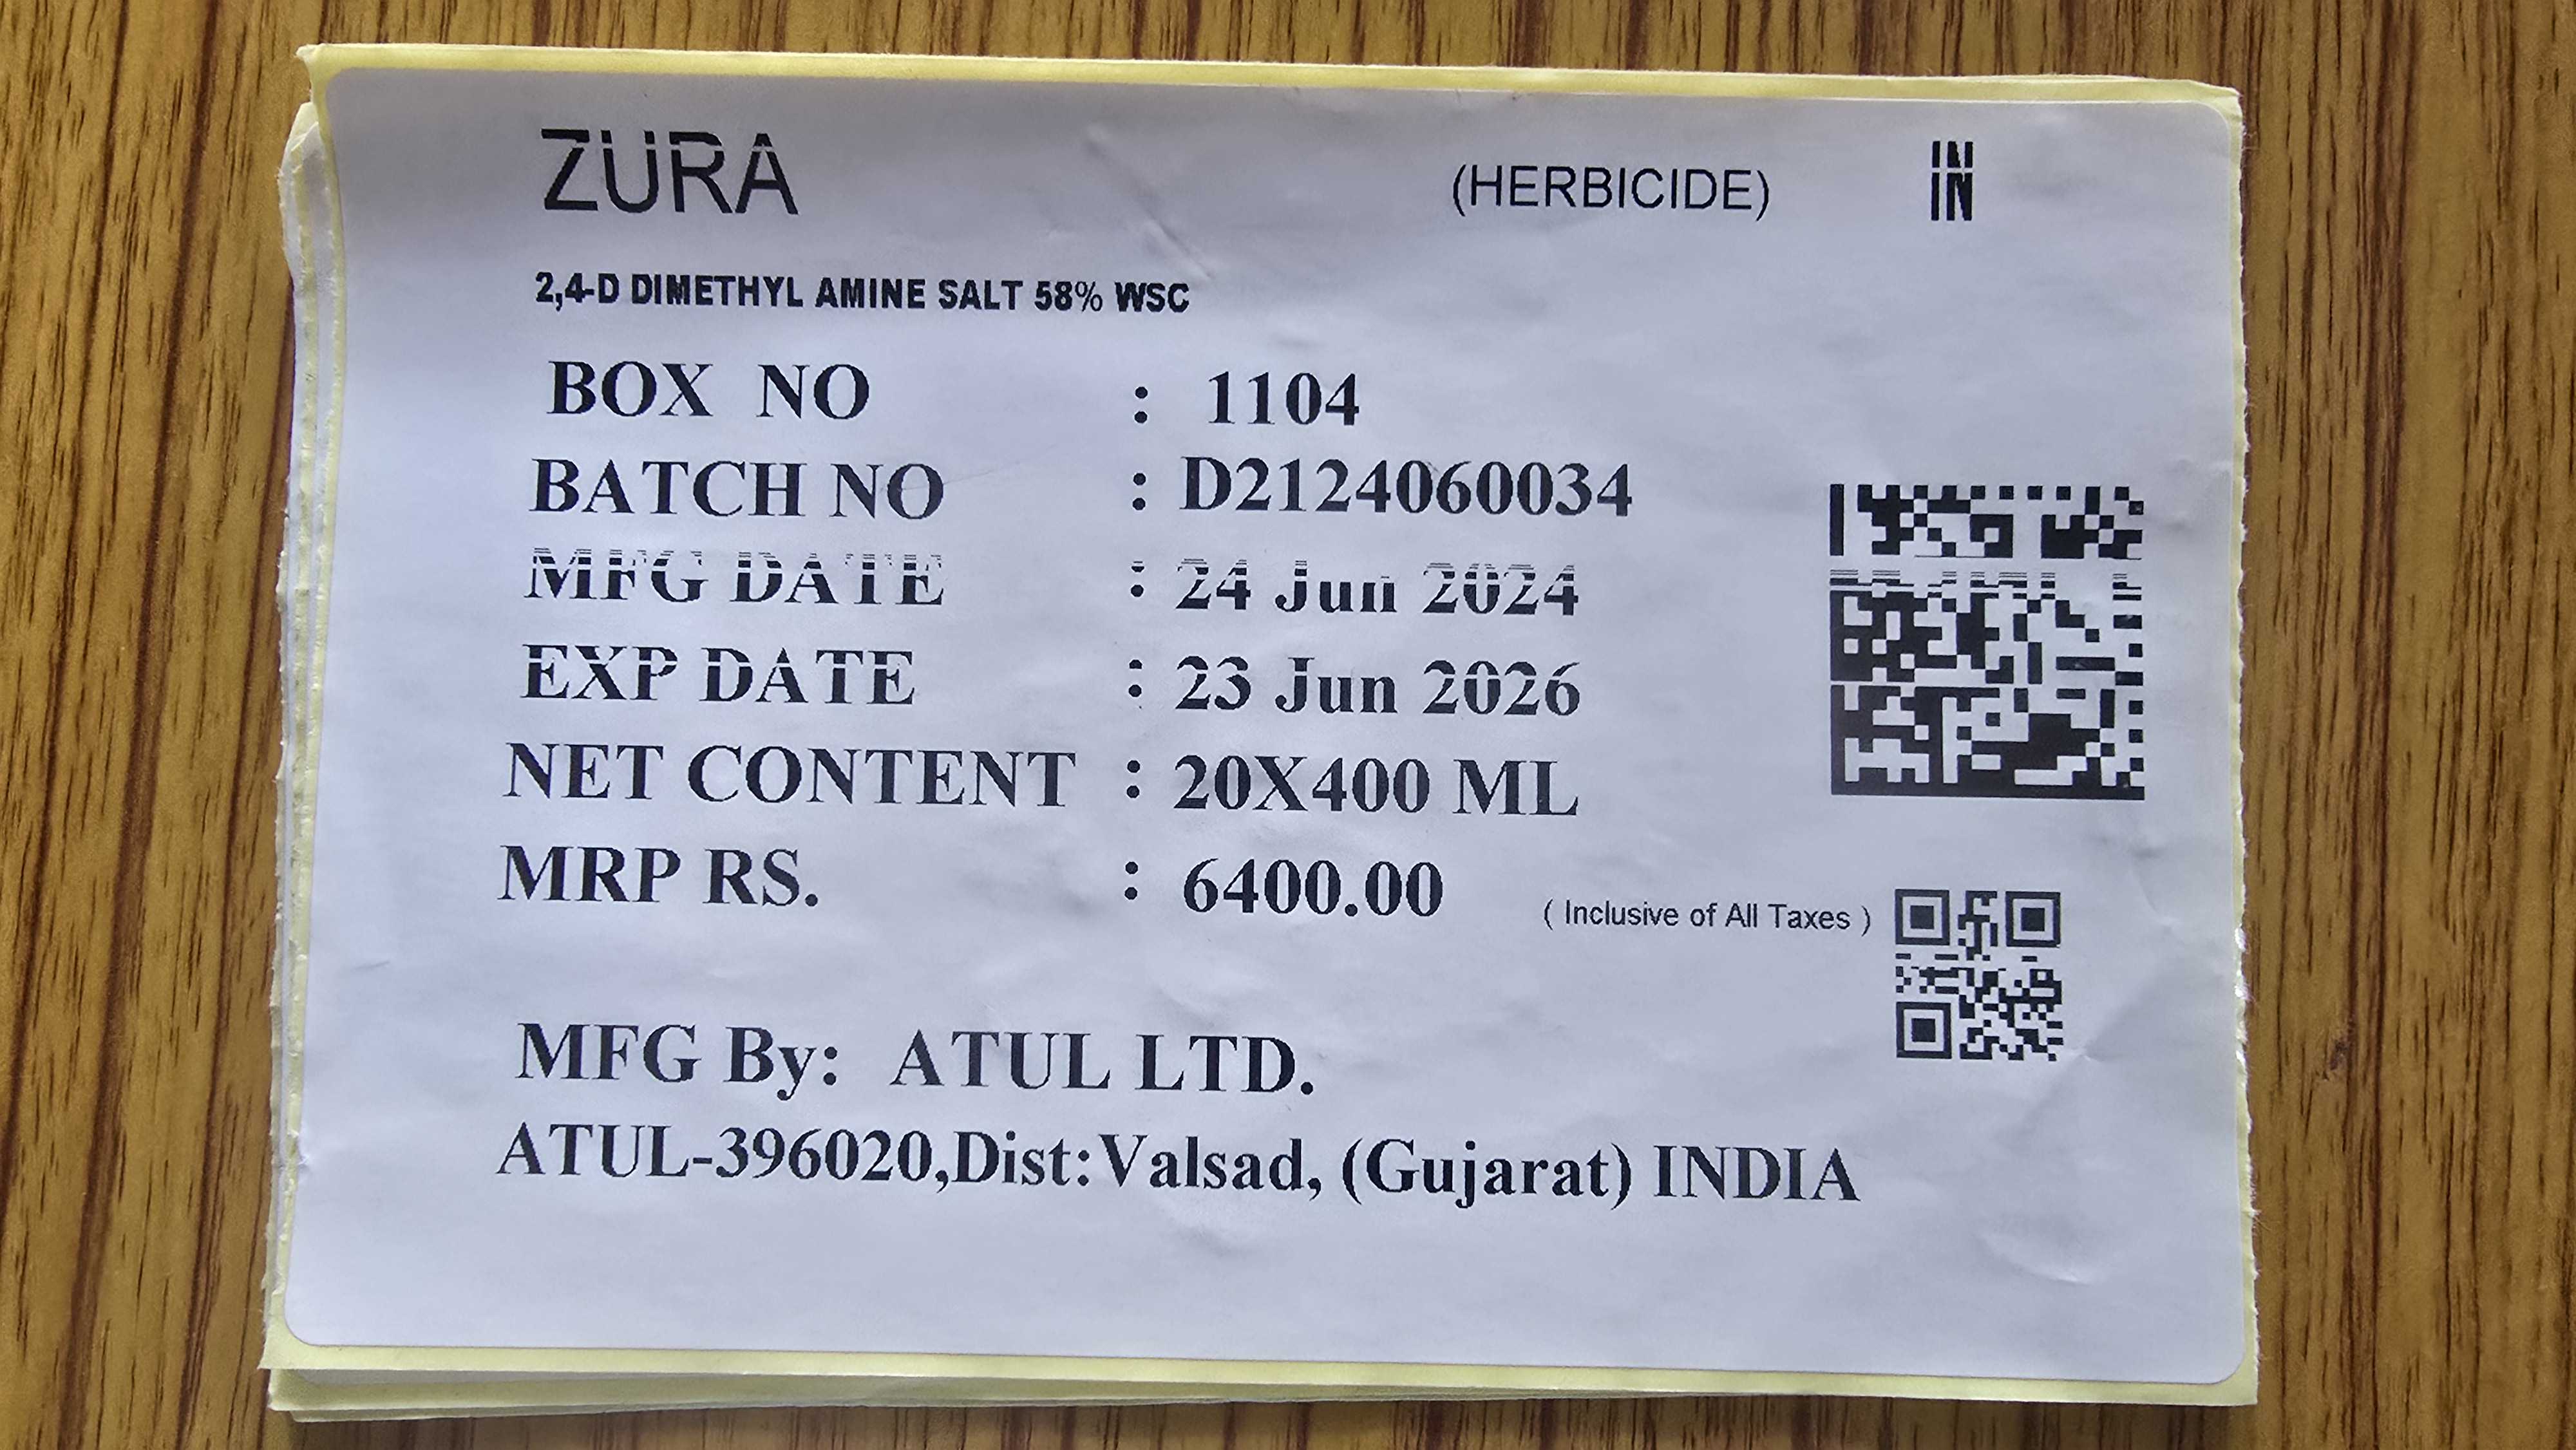 ZURA (HERBICIDE) IN
2,4-D DIMETHYL AMINE SALT 58% WSC
BOX NO : 1104
BATCH NO : D2124060034
MFG DATE : 24 Jun 2024
EXP DATE : 23 Jun 2026
NET CONTENT : 20X400 ML
MRP RS. : 6400.00 ( Inclusive of All Taxes )
MFG By: ATUL LTD.
ATUL-396020,Dist:Valsad, (Gujarat) INDIA